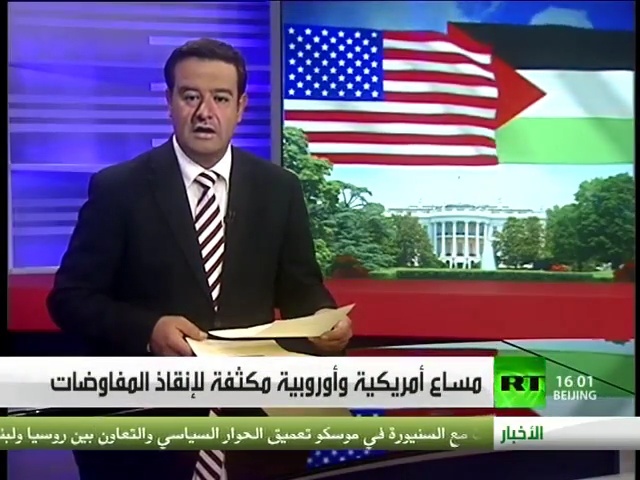 مساع أمريكية وأوروبية مكثفة لإنقاذ المفاوضات
RT
16 01
BEIJING
الأخبار
مع السنيورة في موسكو تعميق الحوار السياسي والتعاون بين روسيا